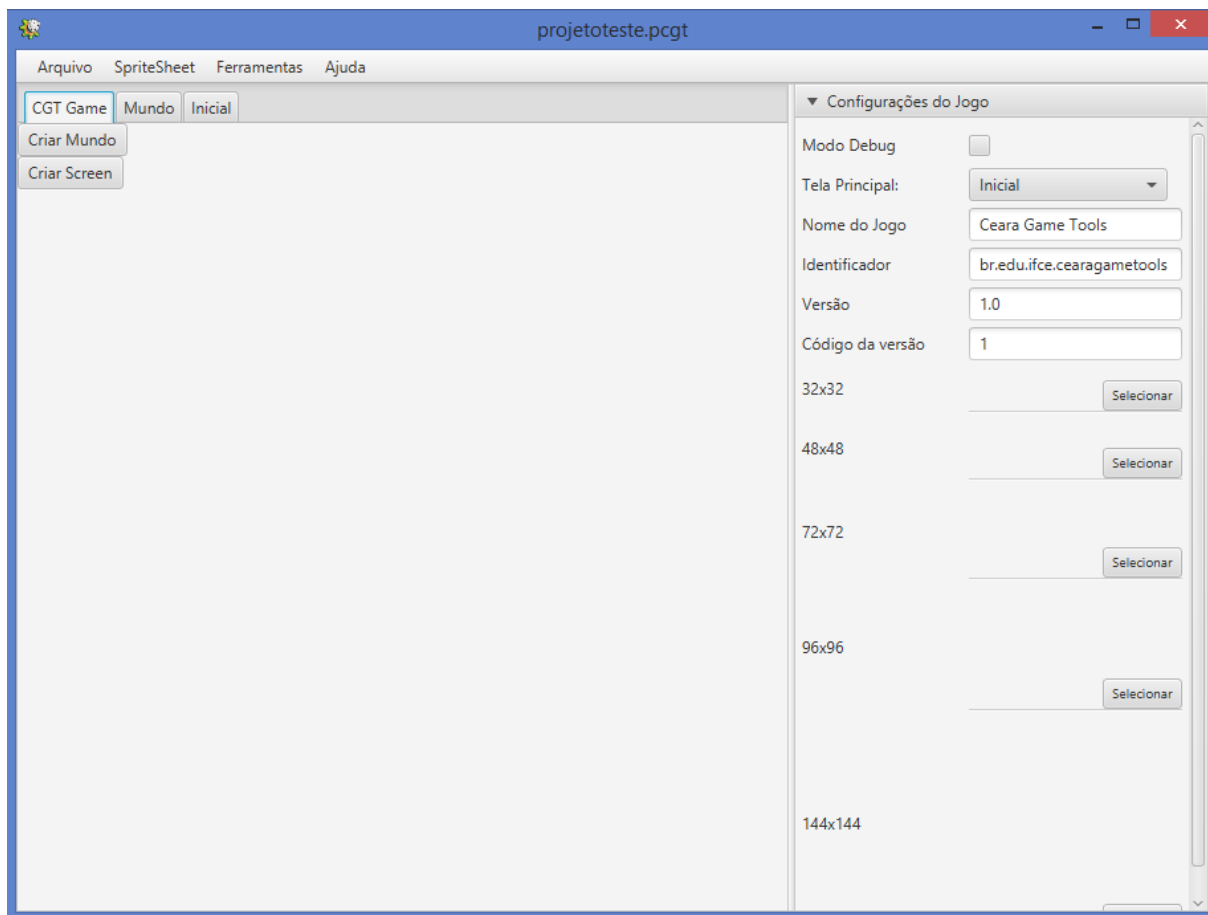 projetoteste.pcgt
Arquivo SpriteSheet Ferramentas Ajuda
CGT Game Mundo Inicial
Criar Mundo
Criar Screen
Configurações do Jogo
Modo Debug
Tela Principal: Inicial
Nome do Jogo Ceara Game Tools
Identificador br.edu.ifce.cearagametools
Versão 1.0
Código da versão 1
32x32 Selecionar
48x48 Selecionar
72x72 Selecionar
96x96 Selecionar
144x144